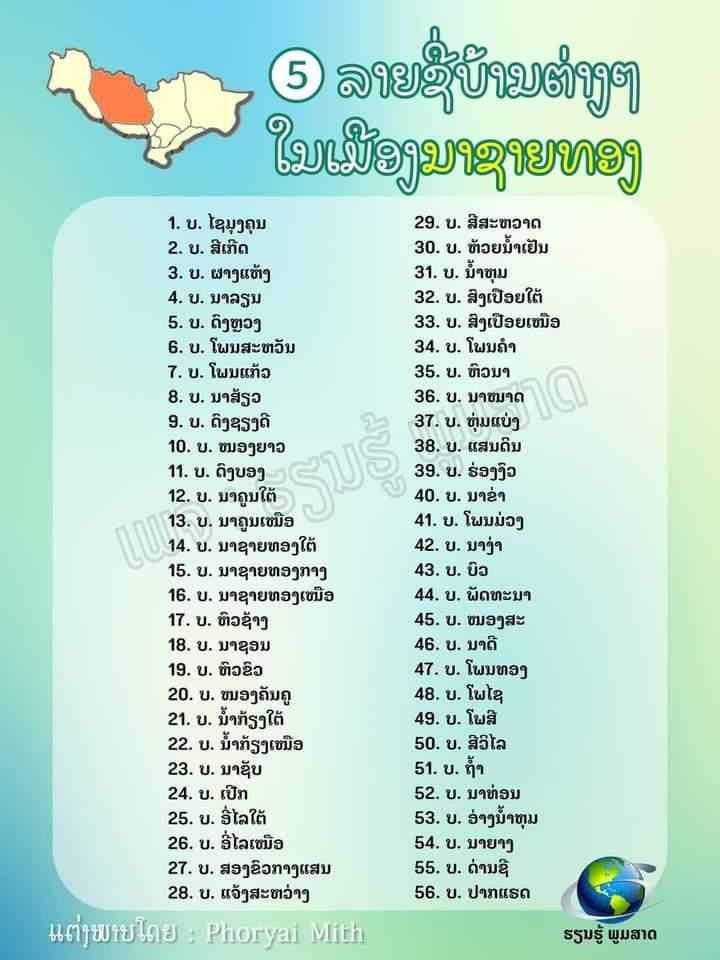 5 ລາຍຊື່ບ້ານຕ່າງໆ
ໃນເມືອງນາຊາຍທອງ
1. ບ. ໄຊມຸງຄຸນ
2. ບ. ສີເກີດ
3. ບ. ຜາງແຫ້ງ
4. ບ. ນາລຽນ
5. ບ. ດົງຫຼວງ
6. ບ. ໂພນສະຫວັນ
7. ບ. ໂພນແກ້ວ
8. ບ. ນາສ້ຽວ
9. ບ. ດົງຊຽງດີ
10. ບ. ໜອງຍາວ
11. ບ. ດົງບອງ
12. ບ. ນາຄູນໃຕ້
13. ບ. ນາຄູນເໜືອ
14. ບ. ນາຊາຍທອງໃຕ້
15. ບ. ນາຊາຍທອງກາງ
16. ບ. ນາຊາຍທອງເໜືອ
17. ບ. ຫົວຊ້າງ
18. ບ. ນາຊອນ
19. ບ. ຫົວຂົວ
20. ບ. ໜອງຄັນຄູ
21. ບ. ນ້ຳກ້ຽງໃຕ້
22. ບ. ນ້ຳກ້ຽງເໜືອ
23. ບ. ນາຊັບ
24. ບ. ເປີກ
25. ບ. ອີ່ໄລໃຕ້
26. ບ. ອີ່ໄລເໜືອ
27. ບ. ສອງຂົວກາງແສນ
28. ບ. ແຈ້ງສະຫວ່າງ
29. ບ. ສີສະຫວາດ
30. ບ. ຫ້ວຍນ້ຳເຢັນ
31. ບ. ນ້ຳຫຸມ
32. ບ. ສົງເປືອຍໃຕ້
33. ບ. ສົງເປືອຍເໜືອ
34. ບ. ໂພນຄຳ
35. ບ. ຫົວນາ
36. ບ. ນາໝາດ
37. ບ. ຫຸ່ມແບ່ງ
38. ບ. ແສນດິນ
39. ບ. ຮ່ອງງົວ
40. ບ. ນາຂ່າ
41. ບ. ໂພນມ່ວງ
42. ບ. ນາງ່າ
43. ບ. ບົວ
44. ບ. ພັດທະນາ
45. ບ. ໜອງສະ
46. ບ. ນາດີ
47. ບ. ໂພນທອງ
48. ບ. ໂພໄຊ
49. ບ. ໂພສີ
50. ບ. ສີວິໄລ
51. ບ. ຖ້ຳ
52. ບ. ນາທ່ອນ
53. ບ. ອ່າງນ້ຳຫຸມ
54. ບ. ນາຍາງ
55. ບ. ດ່ານຊີ
56. ບ. ປາກແຮດ
ເພຈ : ຮຽນຮູ້ ພູມສາດ
ແຕ່ງພາບໂດຍ : Phoryai Mith
ຮຽນຮູ້ ພູມສາດ